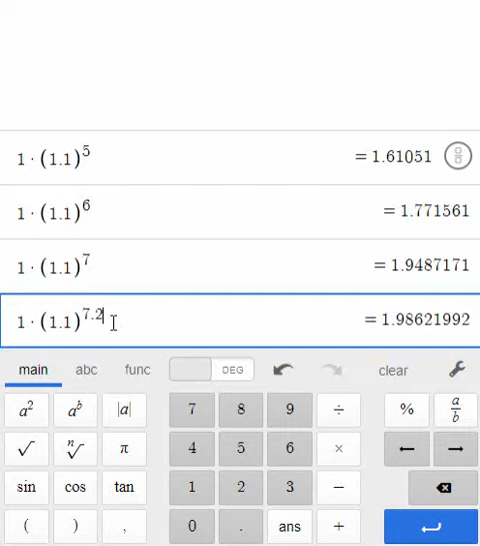 1 · (1.1)⁵ = 1.61051
1 · (1.1)⁶ = 1.771561
1 · (1.1)⁷ = 1.9487171
1 · (1.1)⁷·² = 1.98621992
main abc func DEG clear
a² aᵇ |a| 7 8 9 ÷ % a/b
√ ⁿ√ π 4 5 6 × ← →
sin cos tan 1 2 3 −
( ) , 0 . ans +